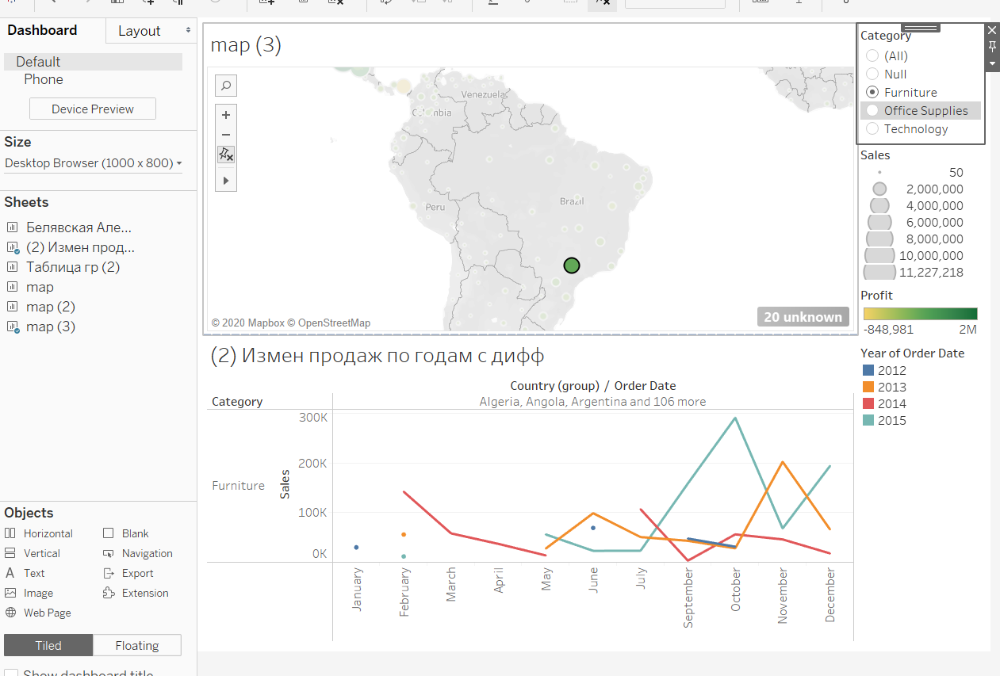 Dashboard
Layout
Default
Phone
Device Preview
Size
Desktop Browser (1000 x 800)
Sheets
Белявская Але...
(2) Измен прод...
Таблица гр (2)
map
map (2)
map (3)
Objects
Horizontal
Blank
Vertical
Navigation
A Text
Export
Image
Extension
Web Page
Tiled
Floating
Show dashboard title
map (3)
Venezuela
Brazil
Peru
© 2020 Mapbox © OpenStreetMap
20 unknown
(2) Измен продаж по годам с дифф
Country (group) / Order Date
Category
Algeria, Angola, Argentina and 106 more
300K
200K
100K
0K
Sales
Furniture
January
February
March
April
May
June
July
September
October
November
December
Category
(All)
Null
Furniture
Office Supplies
Technology
Sales
50
2,000,000
4,000,000
6,000,000
8,000,000
10,000,000
11,227,218
Profit
-848,981
2M
Year of Order Date
2012
2013
2014
2015